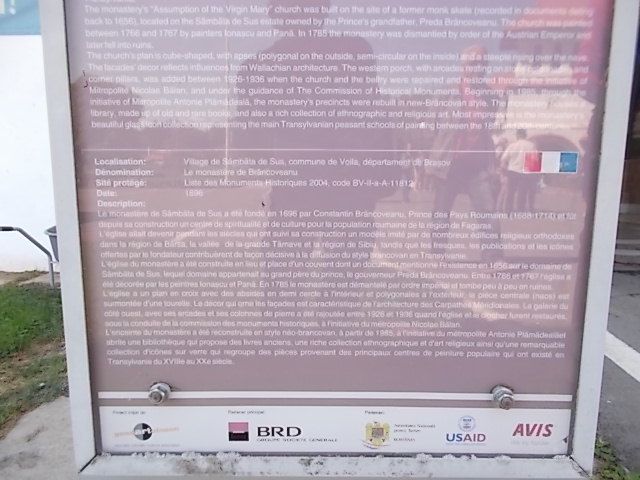 The monastery's "Assumption of the Virgin Mary" church was built on the site of a former monk skete (recorded in documents dating
back to 1656), located on the Sâmbăta de Sus estate owned by the Prince's grandfather, Preda Brâncoveanu. The church was painted
between 1766 and 1767 by painters Ionascu and Pană. In 1785 the monastery was dismantled by order of the Austrian Emperor and
later fell into ruins.
The church's plan is cube-shaped, with apses (polygonal on the outside, semi-circular on the inside) and a steeple rising over the nave.
The facades' decor reflects influences from Wallachian architecture. The western porch, with arcades resting on stone
corner pillars, was added between 1926-1936 when the church and the belfry were repaired and restored through the initiative of
Mitropolite Nicolae Bălan, and under the guidance of The Commission of Historical Monuments. Beginning in 1985, through the
initiative of Metropolite Antonie Plămădeală, the monastery's precincts were rebuilt in new-Brâncovan style. The monastery houses a
library, made up of old and rare books, and also a rich collection of ethnographic and religious art. Most impressive is the monastery's
beautiful glass icon collection representing the main Transylvanian peasant schools of painting between the 18th and 20th centuries.
Localisation: Village de Sâmbăta de Sus, commune de Voila, département de Braşov
Dénomination: Le monastère de Brâncoveanu
Site protégé: Liste des Monuments Historiques 2004, code BV-II-a-A-11812
Date: 1696
Description:
Le monastère de Sâmbăta de Sus a été fondé en 1696 par Constantin Brâncoveanu, Prince des Pays Roumains (1688-1714) et fût
depuis sa construction un centre de spiritualité et de culture pour la population roumaine de la région de Fagaras.
L'église allait devenir pendant les siècles qui ont suivi sa construction un modèle imité par de nombreux édifices religieux orthodoxes
dans la région de Bârsa, la vallée de la grande Târnave et la région de Sibiu, tandis que les fresques, les publications et les icônes
offertes par le fondateur contribuèrent de façon décisive à la diffusion du style brancovan en Transylvanie.
L'église du monastère a été construite en lieu et place d'un couvent dont un document mentionne l'existence en 1656 sur le domaine de
Sâmbăta de Sus, lequel domaine appartenait au grand père du prince, le gouverneur Preda Brâncoveanu. Entre 1766 et 1767 l'église a
été décorée par les peintres Ionascu et Pană. En 1785 le monastère est démantelé par ordre impérial et tombe peu à peu en ruines.
L'église a un plan en croix avec des absides en demi cercle à l'intérieur et polygonales à l'extérieur, la pièce centrale (naos) est
surmontée d'une tourelle. Le décor qui orne les façades est caractéristique de l'architecture des Carpathes Méridionales. La galerie du
côté ouest, avec ses arcades et ses colonnes de pierre a été rajoutée entre 1926 et 1936 quand l'église et le clocher furent restaurés,
sous la conduite de la commission des monuments historiques, à l'initiative du métropolite Nicolae Bălan.
L'enceinte du monastère a été reconstruite en style néo-brancovan, à partir de 1985, à l'initiative du métropolite Antonie Plămădeală et
abrite une bibliothèque qui propose des livres anciens, une riche collection ethnographique et d'art religieux ainsi qu'une remarquable
collection d'icônes sur verre qui regroupe des pièces provenant des principaux centres de peinture populaire qui ont existé en
Transylvanie du XVIIIe au XXe siècle.
Partener principal:
Parteneri:
BRD
GROUPE SOCIETE GENERALE
ROMANIA
USAID
AVIS